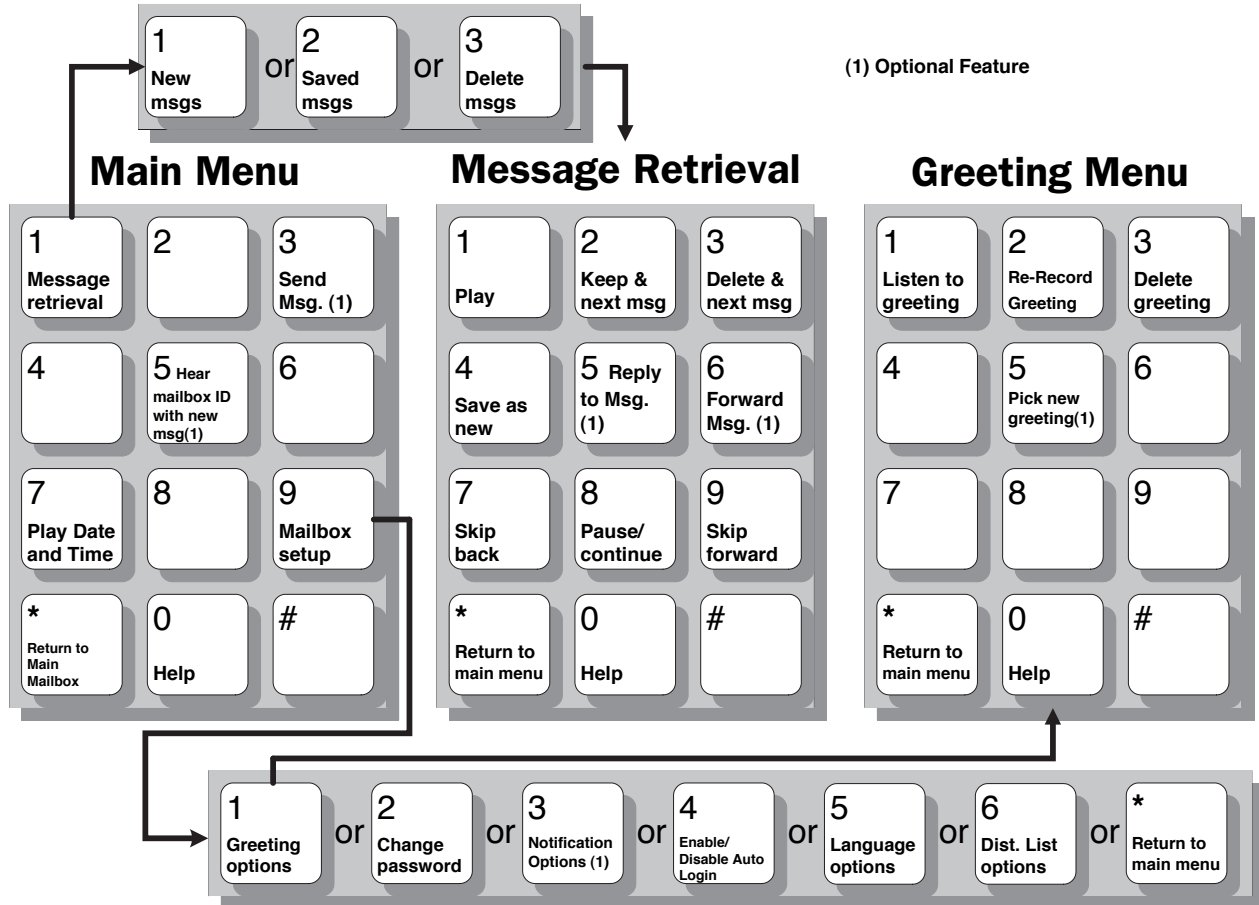 1
New
msgs
or
2
Saved
msgs
or
3
Delete
msgs
(1) Optional Feature
Main Menu
1
Message
retrieval
2
3
Send
Msg. (1)
4
5 Hear
mailbox ID
with new
msg(1)
6
7
Play Date
and Time
8
9
Mailbox
setup
*
Return to
Main
Mailbox
0
Help
#
Message Retrieval
1
Play
2
Keep &
next msg
3
Delete &
next msg
4
Save as
new
5 Reply
to Msg.
(1)
6
Forward
Msg. (1)
7
Skip
back
8
Pause/
continue
9
Skip
forward
*
Return to
main menu
0
Help
#
Greeting Menu
1
Listen to
greeting
2
Re-Record
Greeting
3
Delete
greeting
4
5
Pick new
greeting(1)
6
7
8
9
*
Return to
main menu
0
Help
#
1
Greeting
options
or
2
Change
password
or
3
Notification
Options (1)
or
4
Enable/
Disable Auto
Login
or
5
Language
options
or
6
Dist. List
options
or
*
Return to
main menu